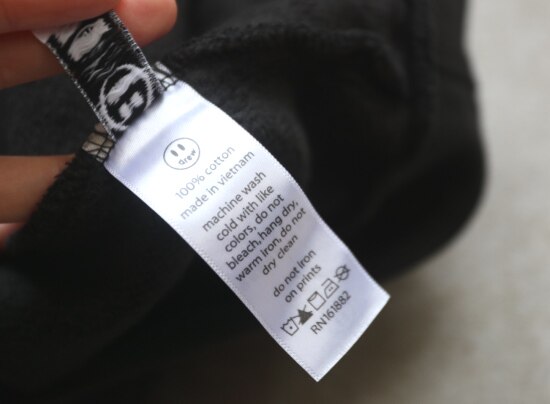 drew
100% cotton
made in vietnam
machine wash
cold with like
colors, do not
bleach, hang dry,
warm iron, do not
dry clean
do not iron
on prints
RN161882